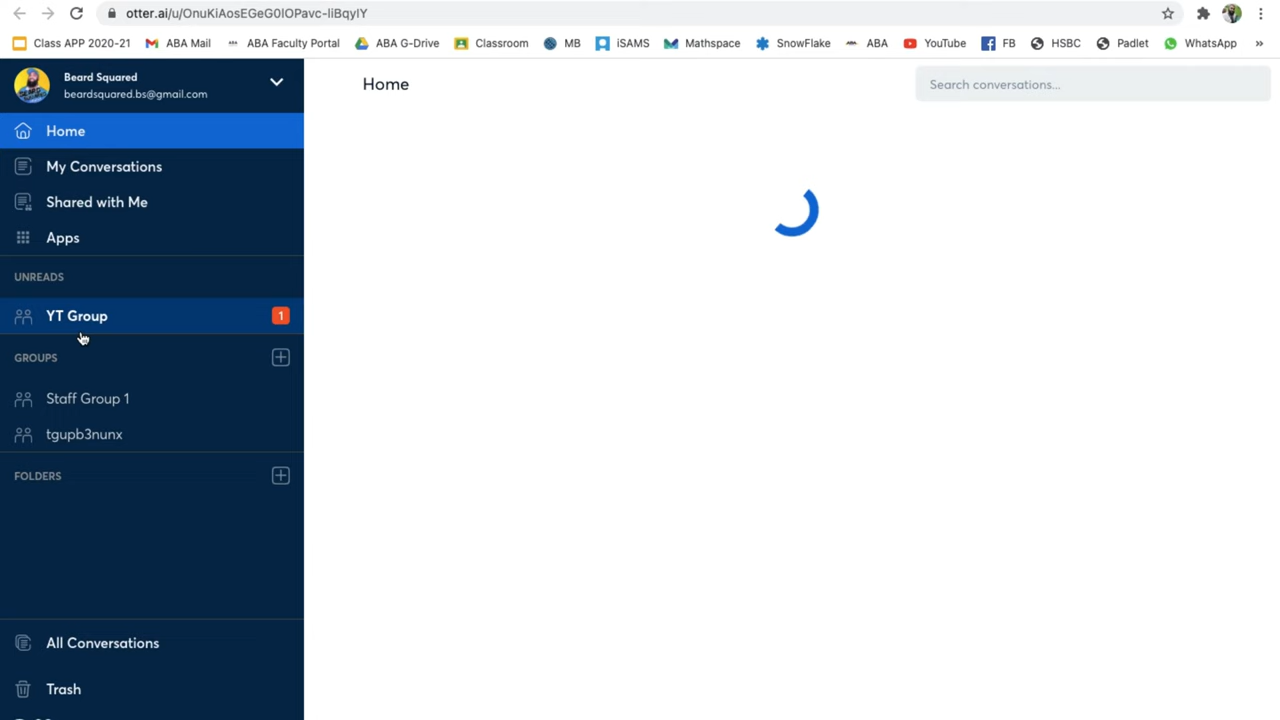 otter.ai/u/OnuKiAosEGeG0lOPavc-liBqylY
Class APP 2020-21 ABA Mail ABA Faculty Portal ABA G-Drive Classroom MB iSAMS Mathspace SnowFlake ABA YouTube FB HSBC Padlet WhatsApp »
Beard Squared
beardsquared.bs@gmail.com
Home
Search conversations...
Home
My Conversations
Shared with Me
Apps
UNREADS
YT Group 1
GROUPS
Staff Group 1
tgupb3nunx
FOLDERS
All Conversations
Trash